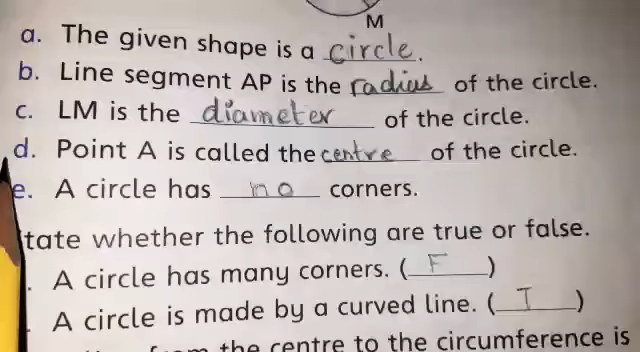 M
a. The given shape is a circle.
b. Line segment AP is the radius of the circle.
c. LM is the diameter of the circle.
d. Point A is called the centre of the circle.
e. A circle has no corners.
tate whether the following are true or false.
. A circle has many corners. ( F )
. A circle is made by a curved line. ( T )
from the centre to the circumference is